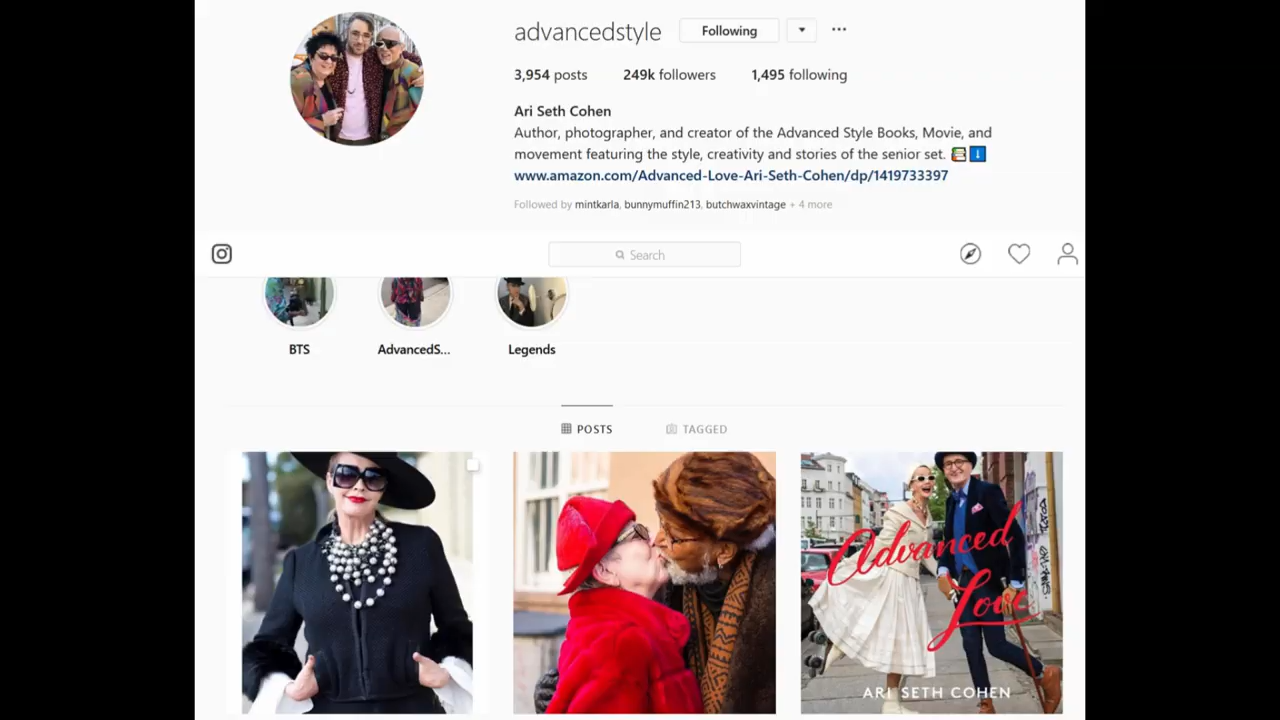 advancedstyle Following
3,954 posts 249k followers 1,495 following
Ari Seth Cohen
Author, photographer, and creator of the Advanced Style Books, Movie, and
movement featuring the style, creativity and stories of the senior set.
www.amazon.com/Advanced-Love-Ari-Seth-Cohen/dp/1419733397
Followed by mintkarla, bunnymuffin213, butchwaxvintage + 4 more
Search
BTS AdvancedS... Legends
POSTS TAGGED
Advanced
Love
ARI SETH COHEN